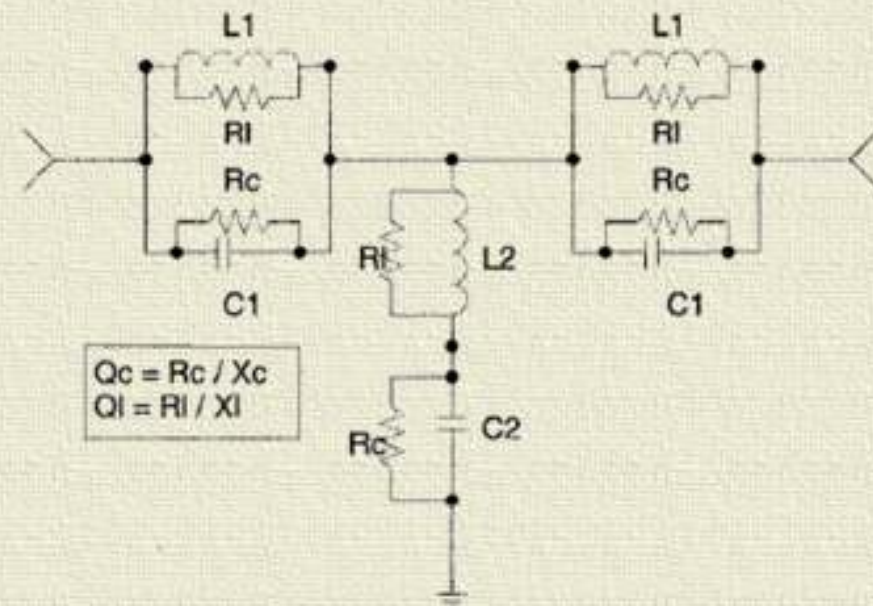 L1
L1
Rl
Rl
Rc
Rc
Rl
L2
C1
C1
Qc = Rc / Xc
Ql = Rl / Xl
Rc
C2